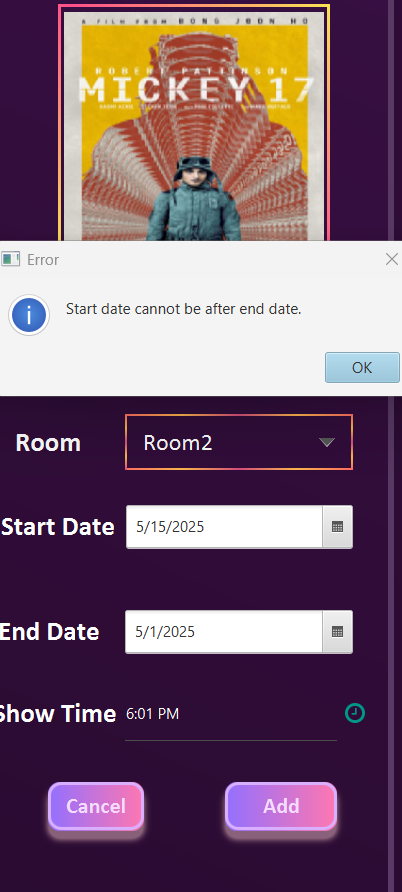 A FILM FROM BONG JOON HO
ROBERT PATTINSON
MICKEY 17
Error
Start date cannot be after end date.
OK
Room
Room2
Start Date
5/15/2025
End Date
5/1/2025
Show Time
6:01 PM
Cancel
Add